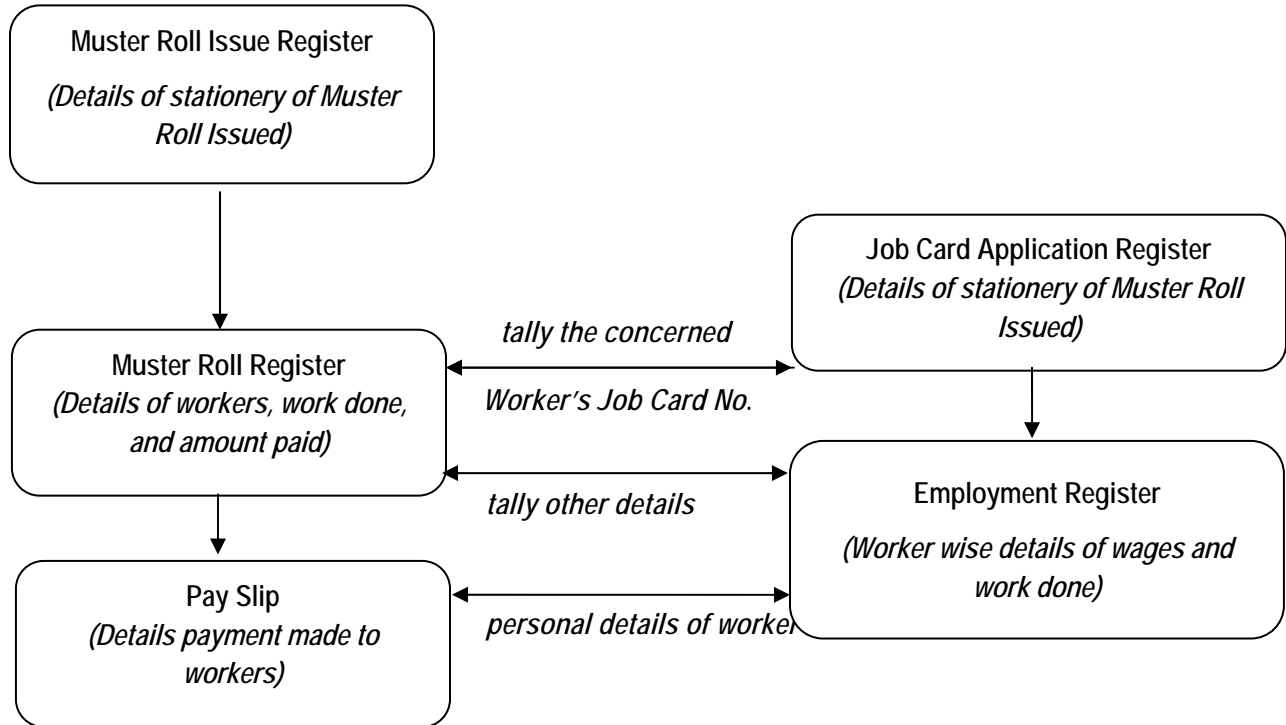 Muster Roll Issue Register
(Details of stationery of Muster
Roll Issued)
Job Card Application Register
(Details of stationery of Muster Roll
Issued)
tally the concerned
Worker's Job Card No.
Muster Roll Register
(Details of workers, work done,
and amount paid)
tally other details
Employment Register
(Worker wise details of wages and
work done)
Pay Slip
(Details payment made to
workers)
personal details of worker